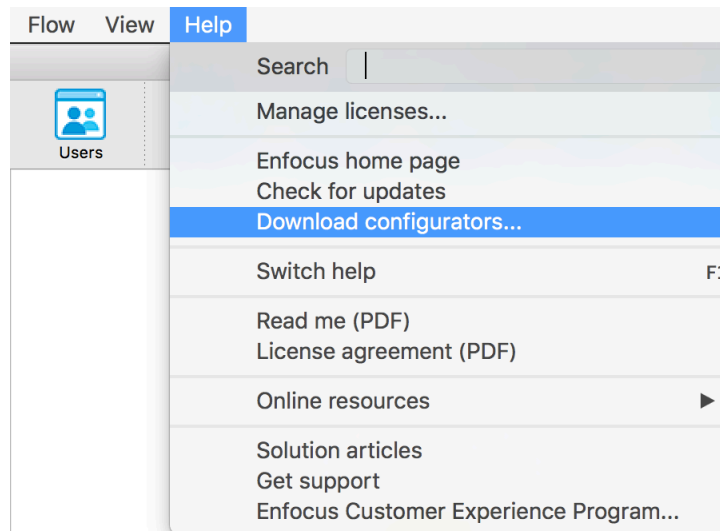 Flow View Help
Search
Manage licenses...
Users
Enfocus home page
Check for updates
Download configurators...
Switch help
Read me (PDF)
License agreement (PDF)
Online resources
Solution articles
Get support
Enfocus Customer Experience Program...